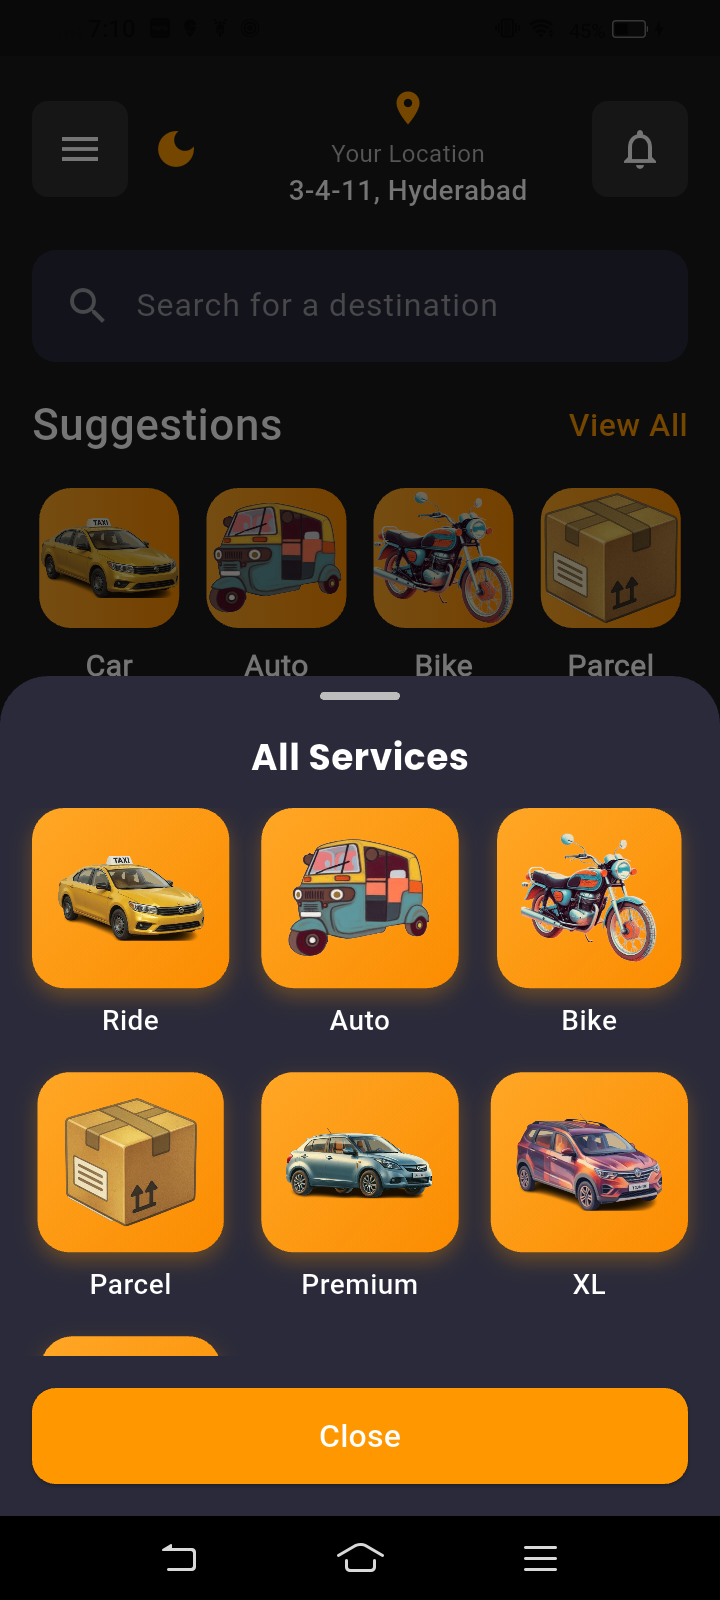 7:10
45%
Your Location
3-4-11, Hyderabad
Search for a destination
Suggestions
View All
TAXI
Car
Auto
Bike
Parcel
All Services
TAXI
Ride
Auto
Bike
Parcel
Premium
XL
Close